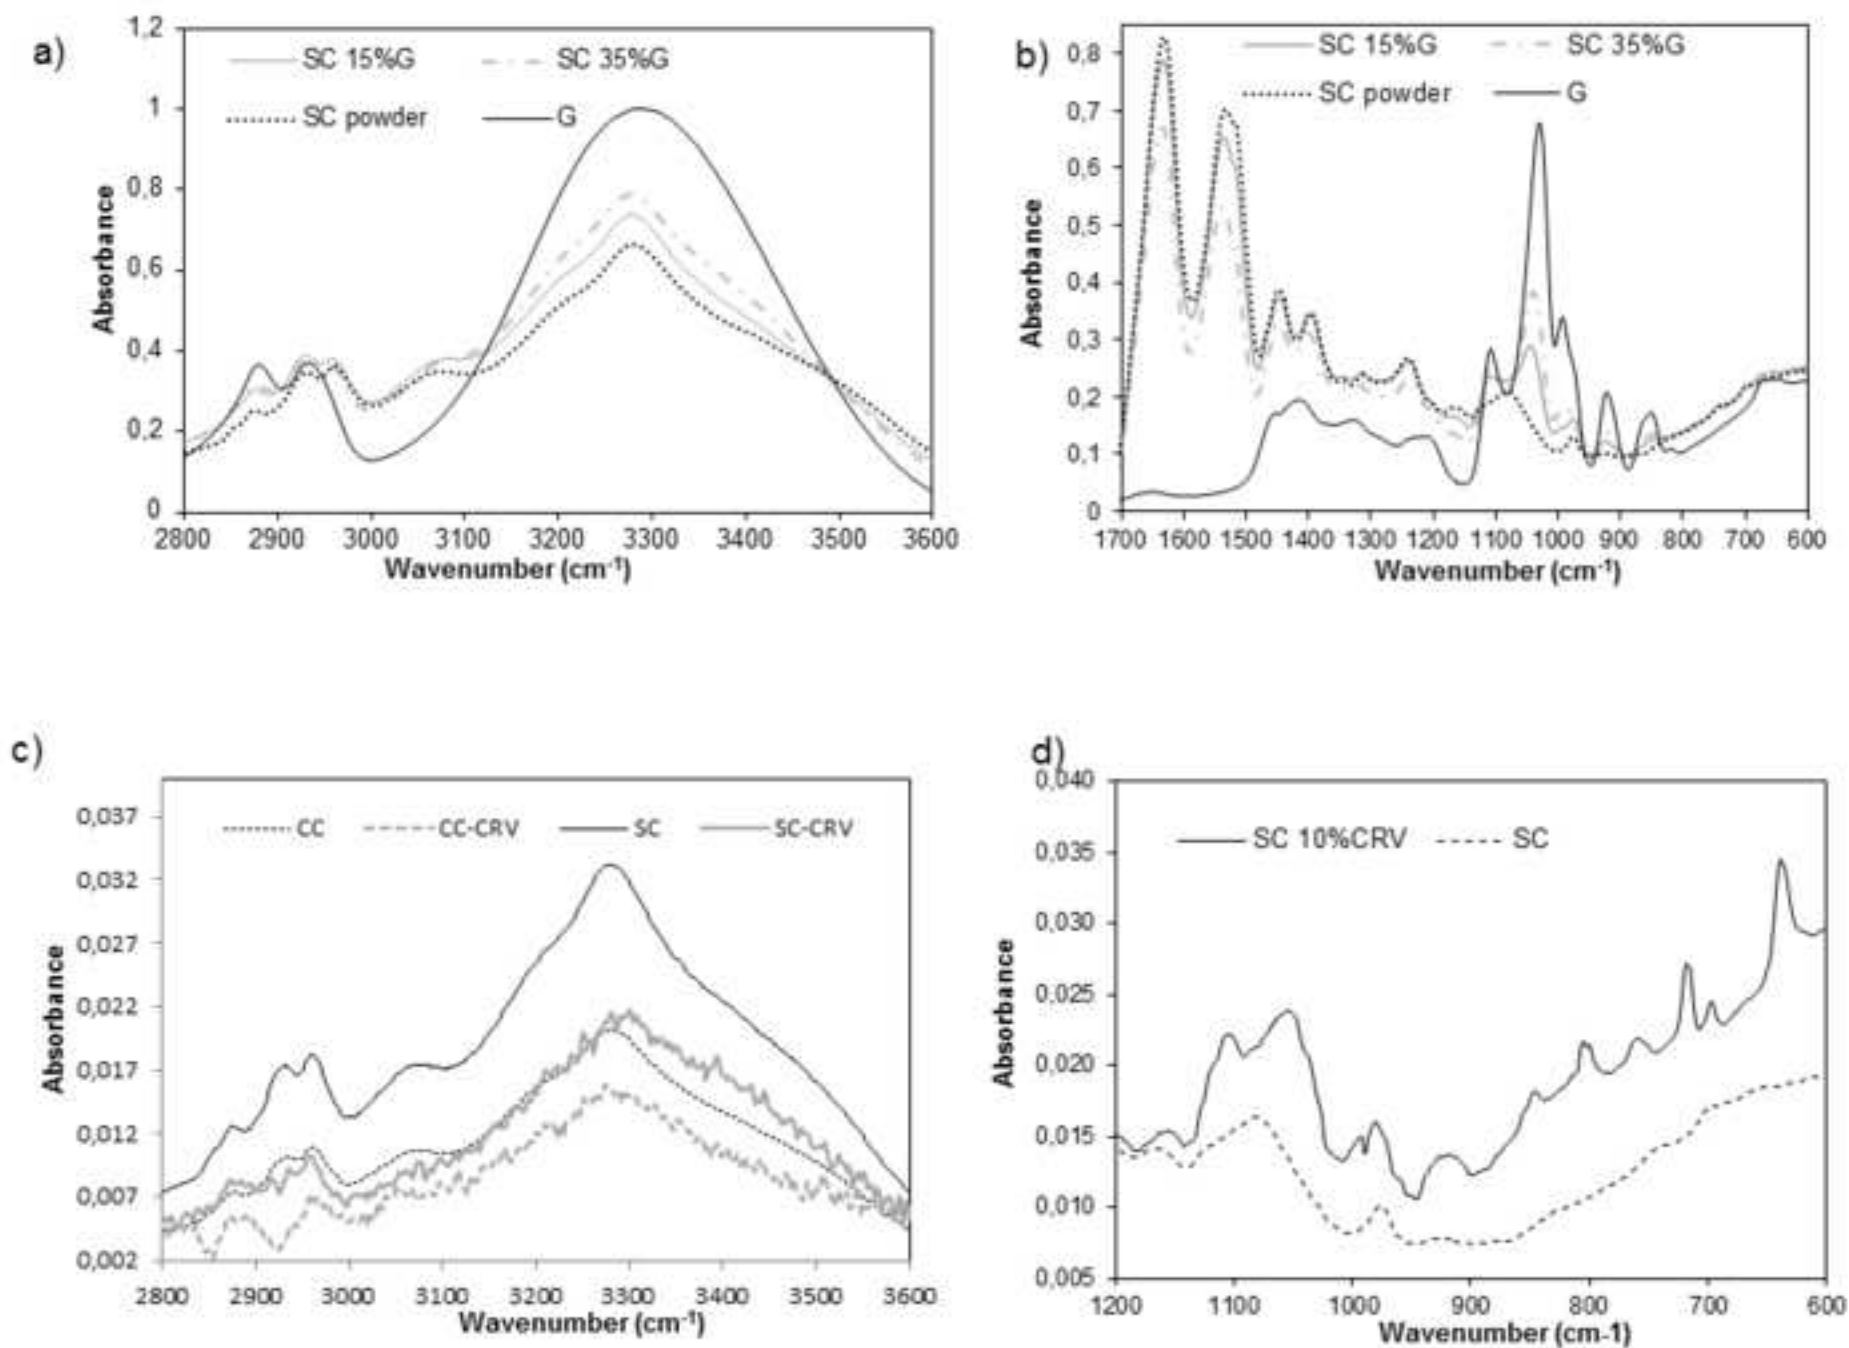 a)
SC 15%G SC 35%G
SC powder G
1,2
1
0,8
0,6
0,4
0,2
0
Absorbance
2800 2900 3000 3100 3200 3300 3400 3500 3600
Wavenumber (cm-1)
b)
SC 15%G SC 35%G
SC powder G
0,8
0,7
0,6
0,5
0,4
0,3
0,2
0,1
0
Absorbance
1700 1600 1500 1400 1300 1200 1100 1000 900 800 700 600
Wavenumber (cm-1)
c)
CC CC-CRV SC SC-CRV
0,037
0,032
0,027
0,022
0,017
0,012
0,007
0,002
Absorbance
2800 2900 3000 3100 3200 3300 3400 3500 3600
Wavenumber (cm-1)
d)
SC 10%CRV SC
0,040
0,035
0,030
0,025
0,020
0,015
0,010
0,005
Absorbance
1200 1100 1000 900 800 700 600
Wavenumber (cm-1)